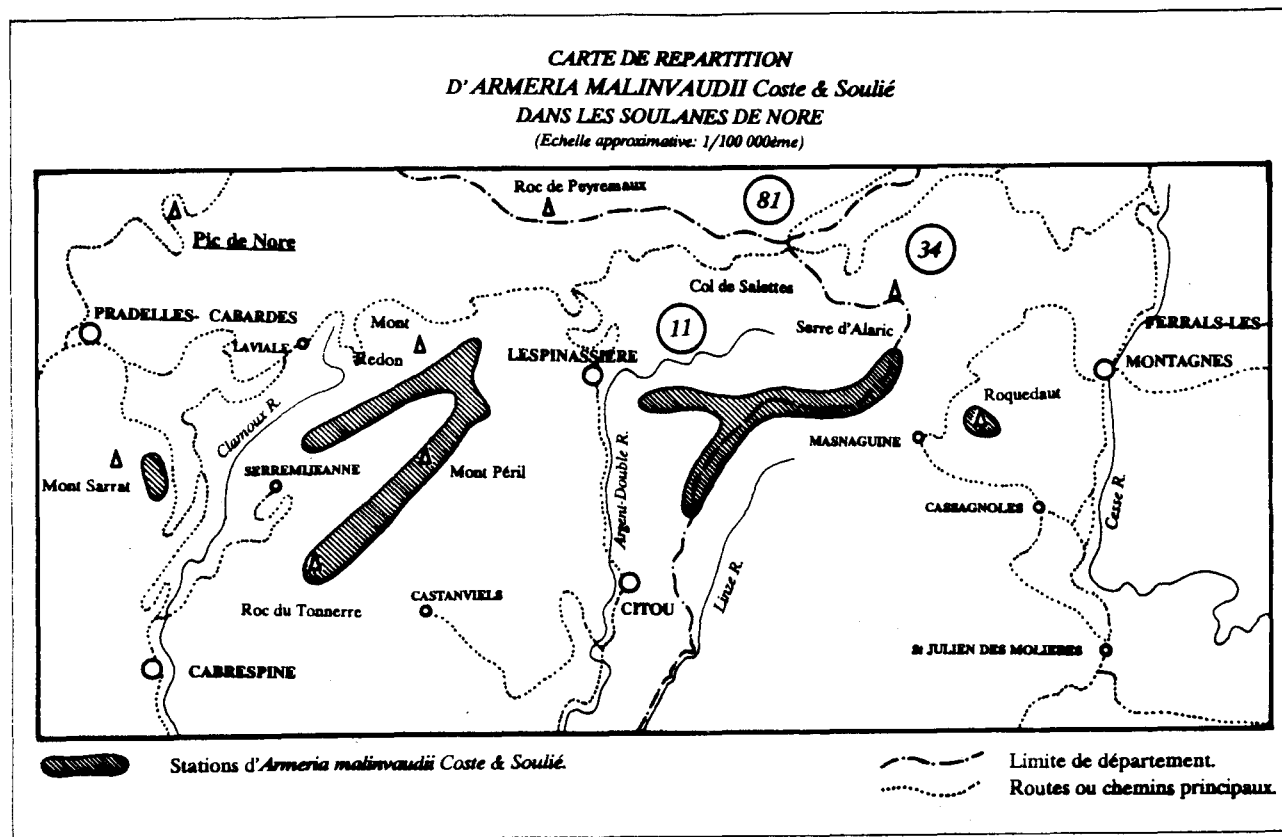 CARTE DE REPARTITION
D'ARMERIA MALINVAUDII Coste & Soulié
DANS LES SOULANES DE NORE
(Echelle approximative: 1/100 000ème)
Roc de Peyremaux
81
Pic de Nore
34
Col de Salettes
PRADELLES- CABARDES
Mont
Redon
11
Serre d'Alaric
FERRALS-LES-
MONTAGNES
LAVIALE
LESPINASSIÈRE
Roquedaut
Clamoux R.
MASNAGUINE
Mont Sarrat
SERREMIJEANNE
Mont Péril
Argent-Double R.
CASSAGNOLES
Cesse R.
Roc du Tonnerre
CASTANVIELS
CITOU
Linze R.
CABRESPINE
St JULIEN DES MOLIERES
Stations d'Armeria malinvaudii Coste & Soulié.
Limite de département.
Routes ou chemins principaux.